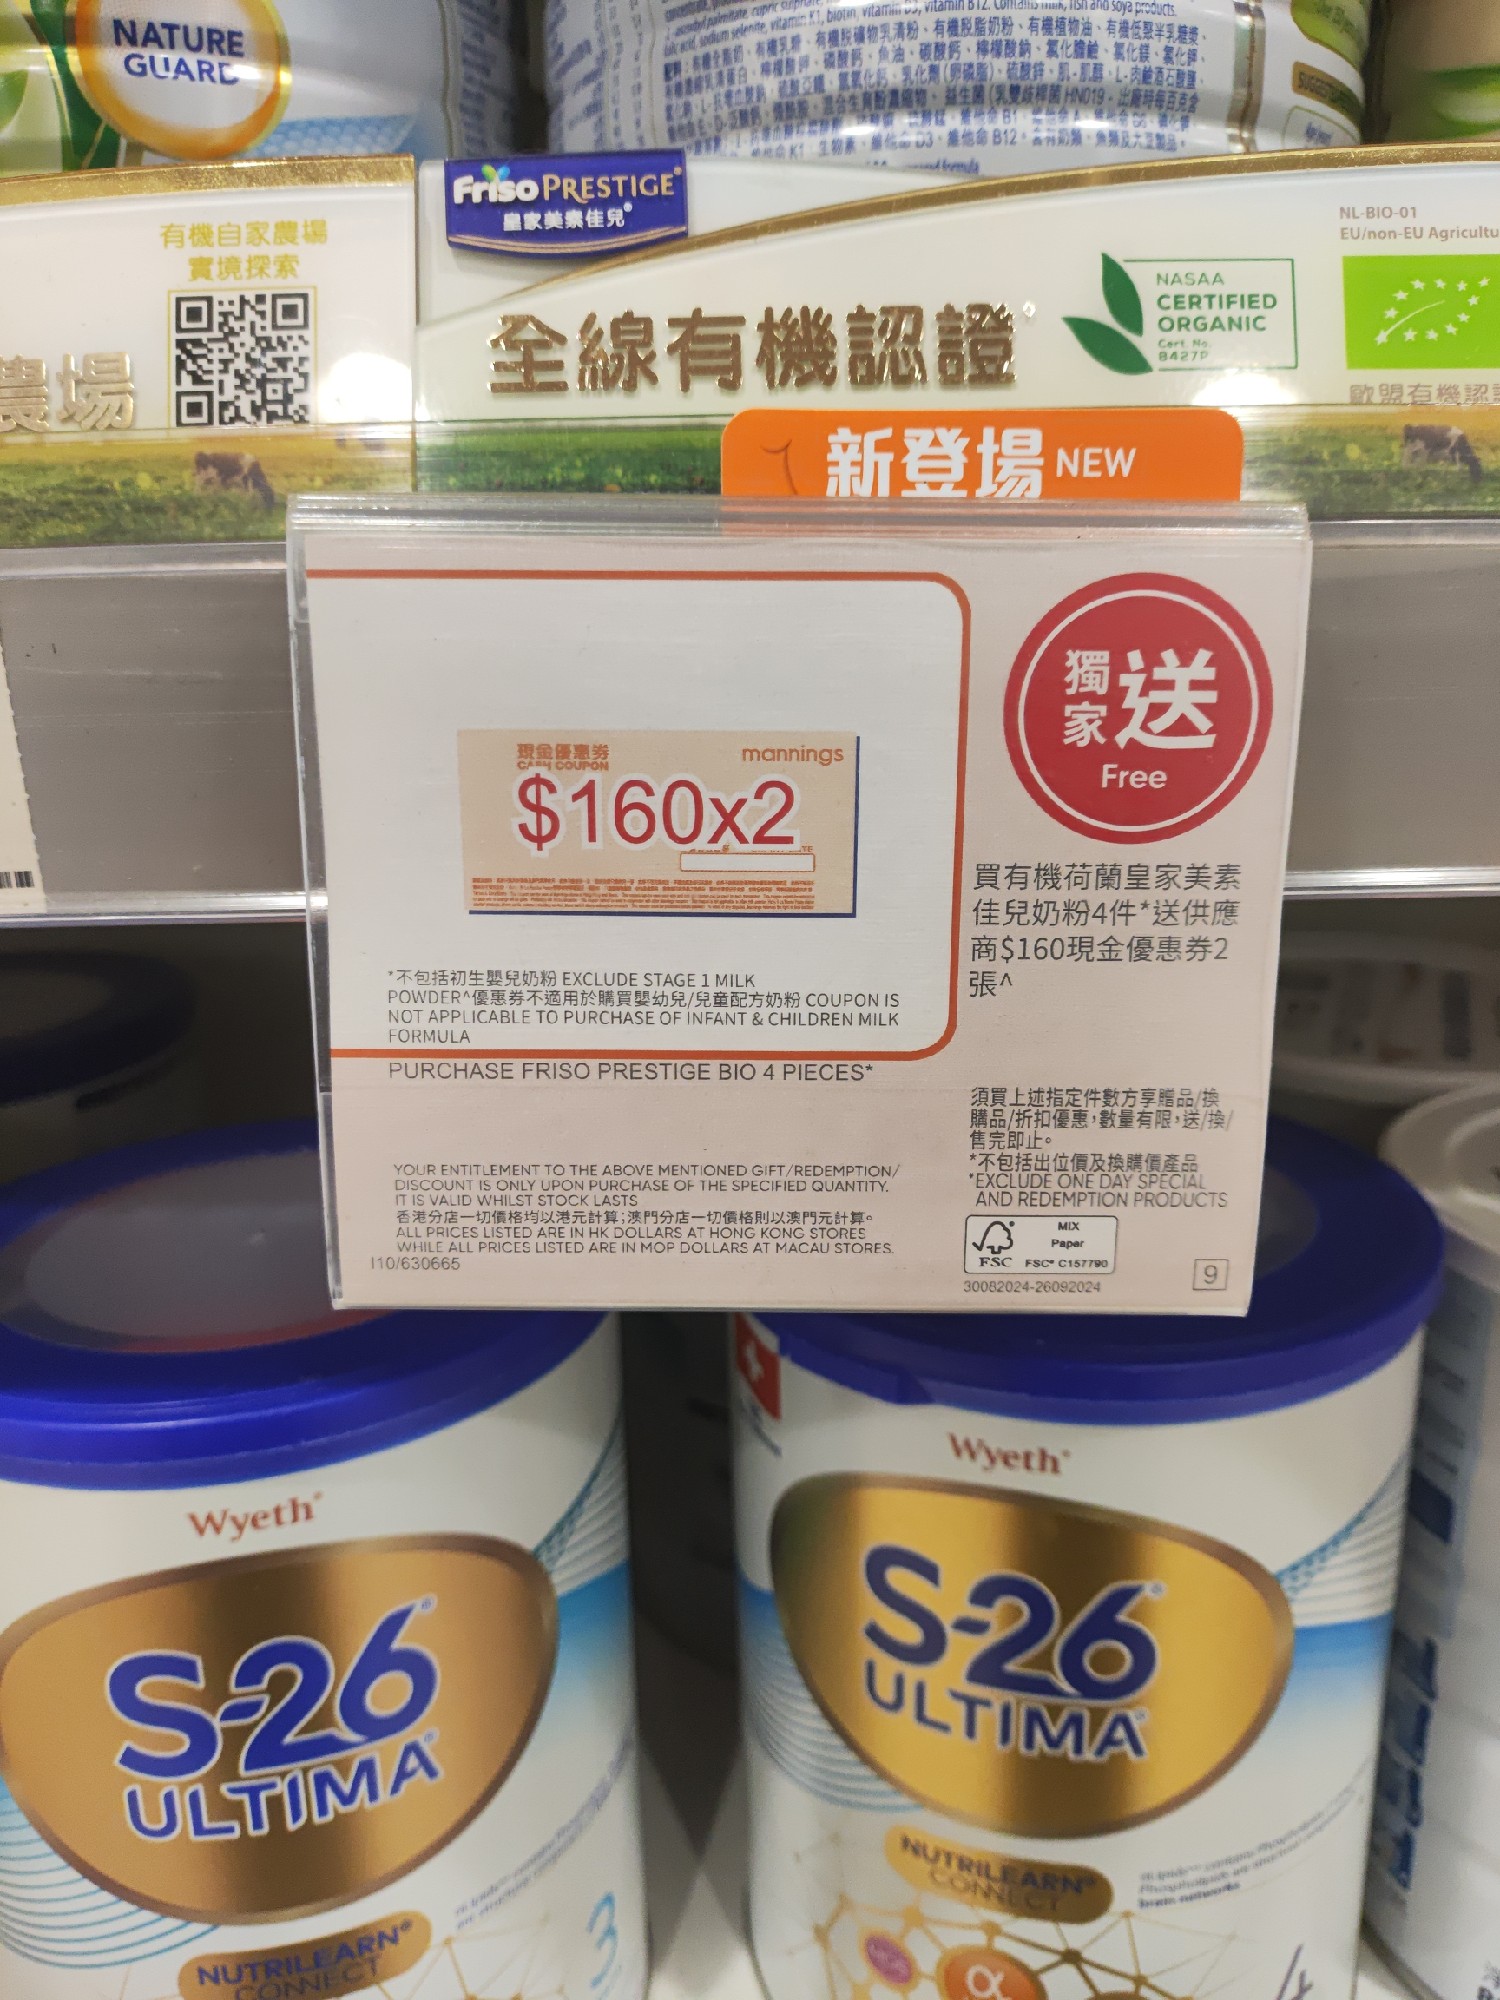 NATURE
GUARD
有機自家農場
實境探索
農場
Friso PRESTIGE
皇家美素佳兒®
全線有機認證
NASAA
CERTIFIED
ORGANIC
Cert. No.
8427P
NL-BIO-01
EU/non-EU Agricultu
歐盟有機認
新登場 NEW
現金優惠券
CASH COUPON
mannings
$160x2
獨家送
Free
買有機荷蘭皇家美素
佳兒奶粉4件*送供應
商$160現金優惠券2
張^
*不包括初生嬰兒奶粉 EXCLUDE STAGE 1 MILK
POWDER^優惠券不適用於購買嬰幼兒/兒童配方奶粉 COUPON IS
NOT APPLICABLE TO PURCHASE OF INFANT & CHILDREN MILK
FORMULA
PURCHASE FRISO PRESTIGE BIO 4 PIECES*
須買上述指定件數方享贈品/換
購品/折扣優惠,數量有限,送/換/
售完即止。
*不包括出位價及換購價產品
*EXCLUDE ONE DAY SPECIAL
AND REDEMPTION PRODUCTS
YOUR ENTITLEMENT TO THE ABOVE MENTIONED GIFT/REDEMPTION/
DISCOUNT IS ONLY UPON PURCHASE OF THE SPECIFIED QUANTITY.
IT IS VALID WHILST STOCK LASTS
香港分店一切價格均以港元計算;澳門分店一切價格則以澳門元計算。
ALL PRICES LISTED ARE IN HK DOLLARS AT HONG KONG STORES
WHILE ALL PRICES LISTED ARE IN MOP DOLLARS AT MACAU STORES.
I10/630665
FSC
MIX
Paper
FSC® C157790
30082024-26092024
9
Wyeth®
S-26®
ULTIMA®
NUTRILEARN®
CONNECT
3
Wyeth®
S-26®
ULTIMA®
NUTRILEARN®
CONNECT
α
4